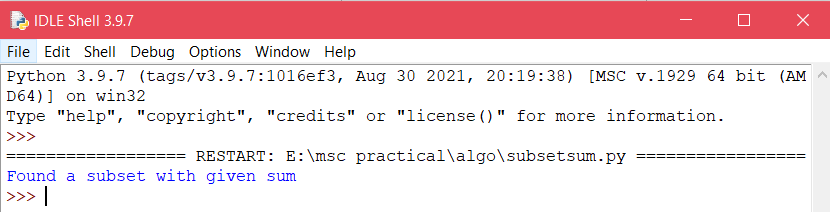 IDLE Shell 3.9.7
File Edit Shell Debug Options Window Help
Python 3.9.7 (tags/v3.9.7:1016ef3, Aug 30 2021, 20:19:38) [MSC v.1929 64 bit (AM
D64)] on win32
Type "help", "copyright", "credits" or "license()" for more information.
>>>
================== RESTART: E:\msc practical\algo\subsetsum.py =================
Found a subset with given sum
>>>